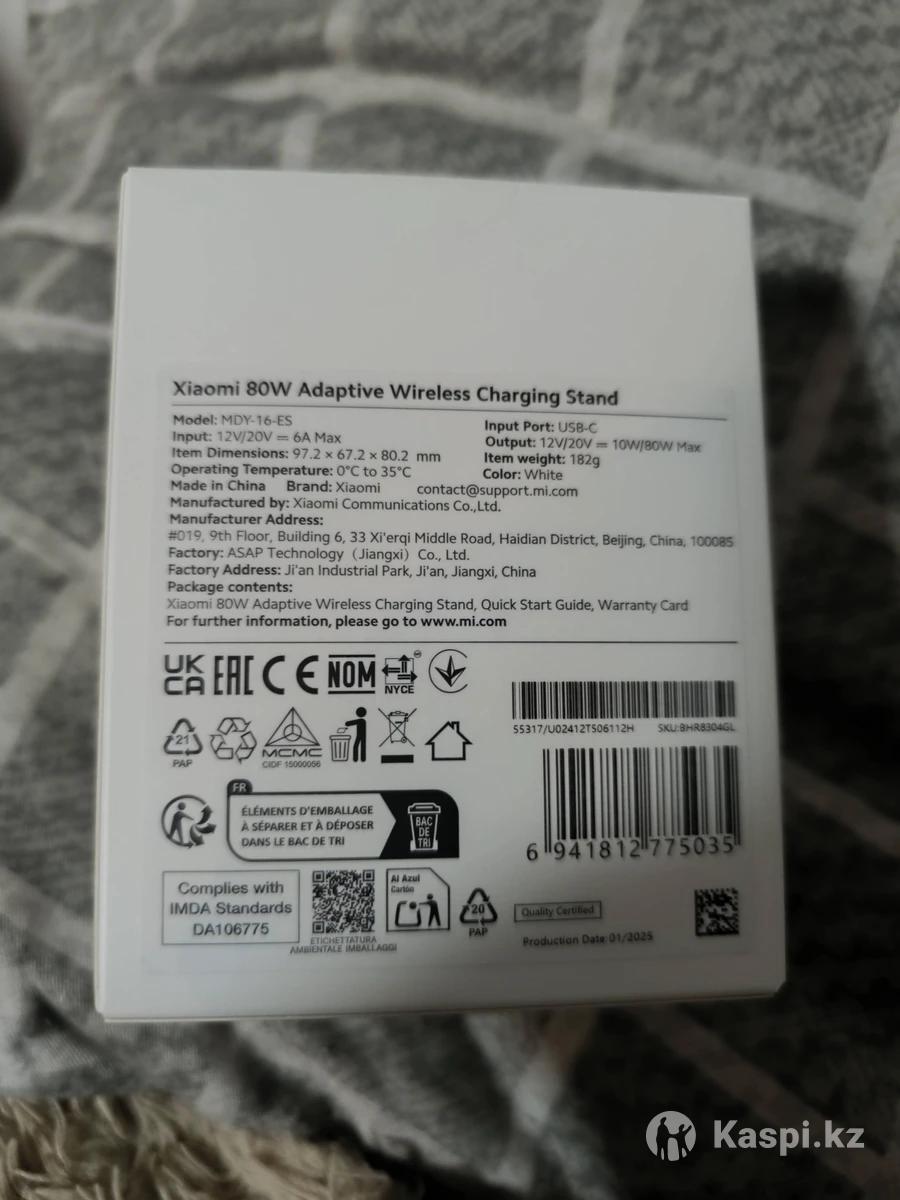 Xiaomi 80W Adaptive Wireless Charging Stand
Model: MDY-16-ES
Input Port: USB-C
Input: 12V/20V ⎓ 6A Max
Output: 12V/20V ⎓ 10W/80W Max
Item Dimensions: 97.2 × 67.2 × 80.2 mm
Item weight: 182g
Operating Temperature: 0°C to 35°C
Color: White
Made in China Brand: Xiaomi contact@support.mi.com
Manufactured by: Xiaomi Communications Co.,Ltd.
Manufacturer Address:
#019, 9th Floor, Building 6, 33 Xi'erqi Middle Road, Haidian District, Beijing, China, 100085
Factory: ASAP Technology（Jiangxi）Co., Ltd.
Factory Address: Ji'an Industrial Park, Ji'an, Jiangxi, China
Package contents:
Xiaomi 80W Adaptive Wireless Charging Stand, Quick Start Guide, Warranty Card
For further information, please go to www.mi.com
UK
CA
EAC
CE
NOM
NYCE
55317/U02412TS06112H SKU:BHR8304GL
21
PAP
MCMC
CIDF 15000056
6 941812 775035
FR
ÉLÉMENTS D'EMBALLAGE
À SÉPARER ET À DÉPOSER
DANS LE BAC DE TRI
BAC
DE
TRI
Complies with
IMDA Standards
DA106775
ETICHETTATURA
AMBIENTALE IMBALLAGGI
Al Azul
Cartón
20
PAP
Quality Certified
Production Date:01/2025
Kaspi.kz